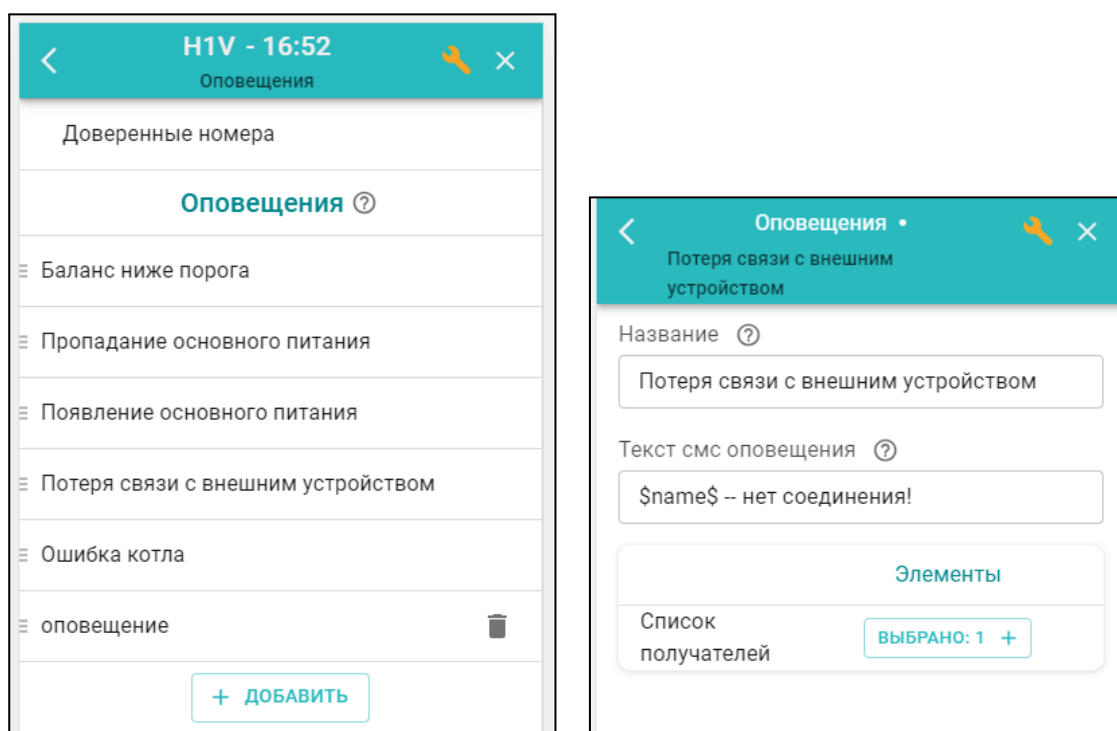 H1V - 16:52
Оповещения
Доверенные номера
Оповещения
Баланс ниже порога
Пропадание основного питания
Появление основного питания
Потеря связи с внешним устройством
Ошибка котла
оповещение
+ ДОБАВИТЬ
Оповещения •
Потеря связи с внешним
устройством
Название
Потеря связи с внешним устройством
Текст смс оповещения
$name$ -- нет соединения!
Элементы
Список
получателей
ВЫБРАНО: 1 +